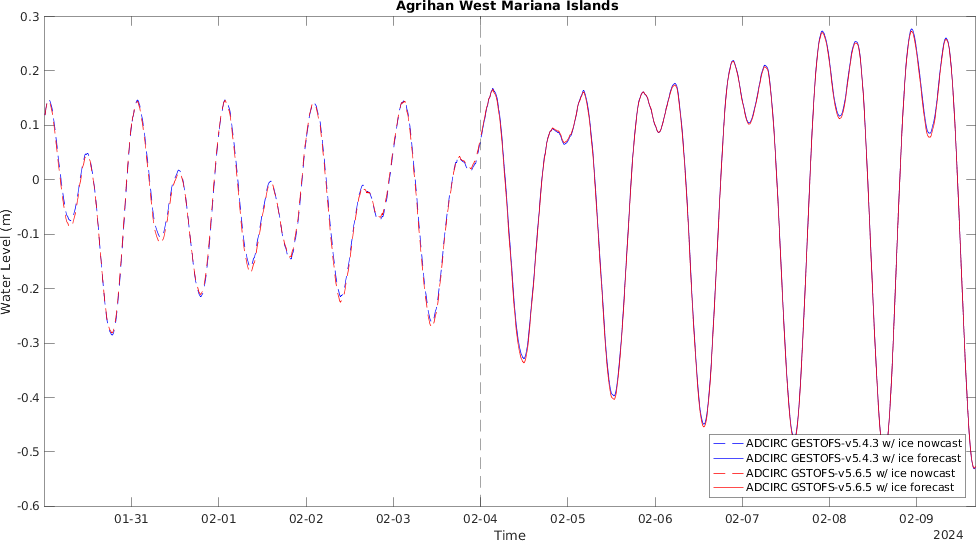 Agrihan West Mariana Islands
0.3
0.2
0.1
0
-0.1
-0.2
-0.3
-0.4
-0.5
-0.6
Water Level (m)
ADCIRC GESTOFS-v5.4.3 w/ ice nowcast
ADCIRC GESTOFS-v5.4.3 w/ ice forecast
ADCIRC GSTOFS-v5.6.5 w/ ice nowcast
ADCIRC GSTOFS-v5.6.5 w/ ice forecast
01-31 02-01 02-02 02-03 02-04 02-05 02-06 02-07 02-08 02-09
Time
2024